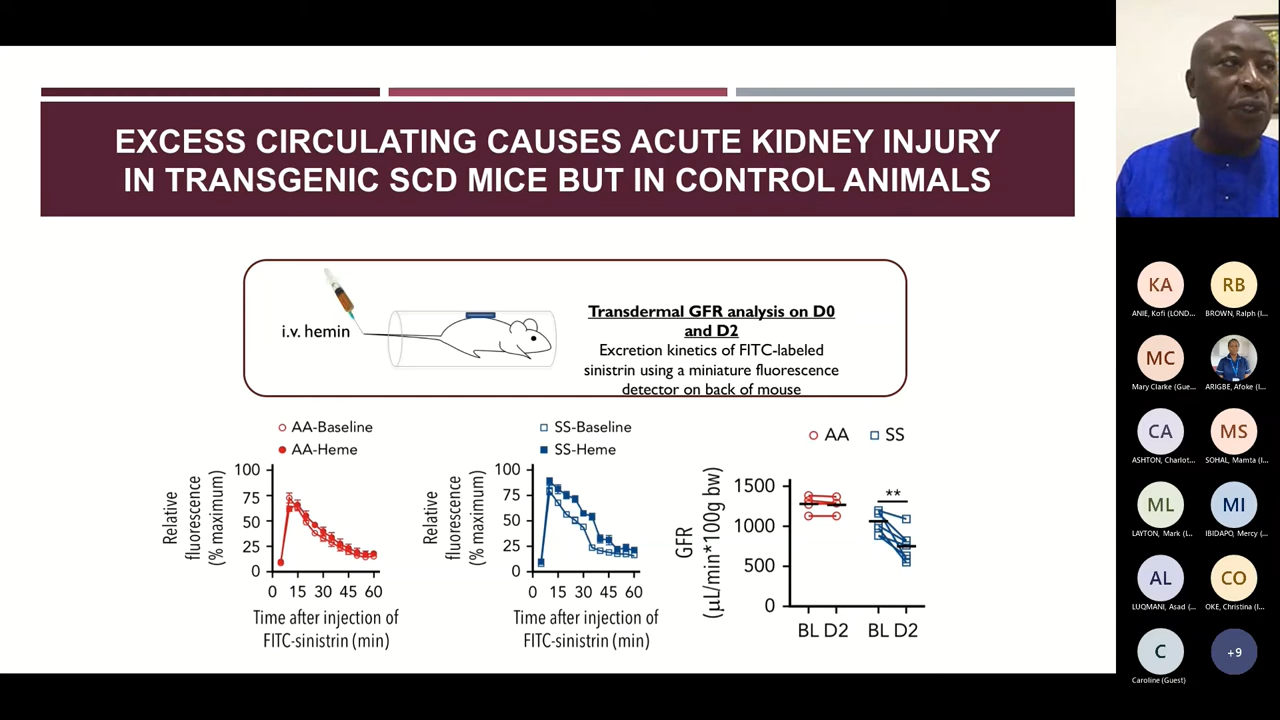 EXCESS CIRCULATING CAUSES ACUTE KIDNEY INJURY
IN TRANSGENIC SCD MICE BUT IN CONTROL ANIMALS
i.v. hemin
Transdermal GFR analysis on D0
and D2
Excretion kinetics of FITC-labeled
sinistrin using a miniature fluorescence
detector on back of mouse
AA-Baseline
AA-Heme
Relative
fluorescence
(% maximum)
100
75
50
25
0
0 15 30 45 60
Time after injection of
FITC-sinistrin (min)
SS-Baseline
SS-Heme
Relative
fluorescence
(% maximum)
100
75
50
25
0
0 15 30 45 60
Time after injection of
FITC-sinistrin (min)
AA SS
GFR
(µL/min*100g bw)
1500
1000
500
0
**
BL D2 BL D2
KA
ANIE, Kofi (LOND...
RB
BROWN, Ralph (I...
MC
Mary Clarke (Gue...
ARIGBE, Afoke (I...
CA
ASHTON, Charlot...
MS
SOHAL, Mamta (I...
ML
LAYTON, Mark (I...
MI
IBIDAPO, Mercy (...
AL
LUQMANI, Asad (...
CO
OKE, Christina (I...
C
Caroline (Guest)
+9